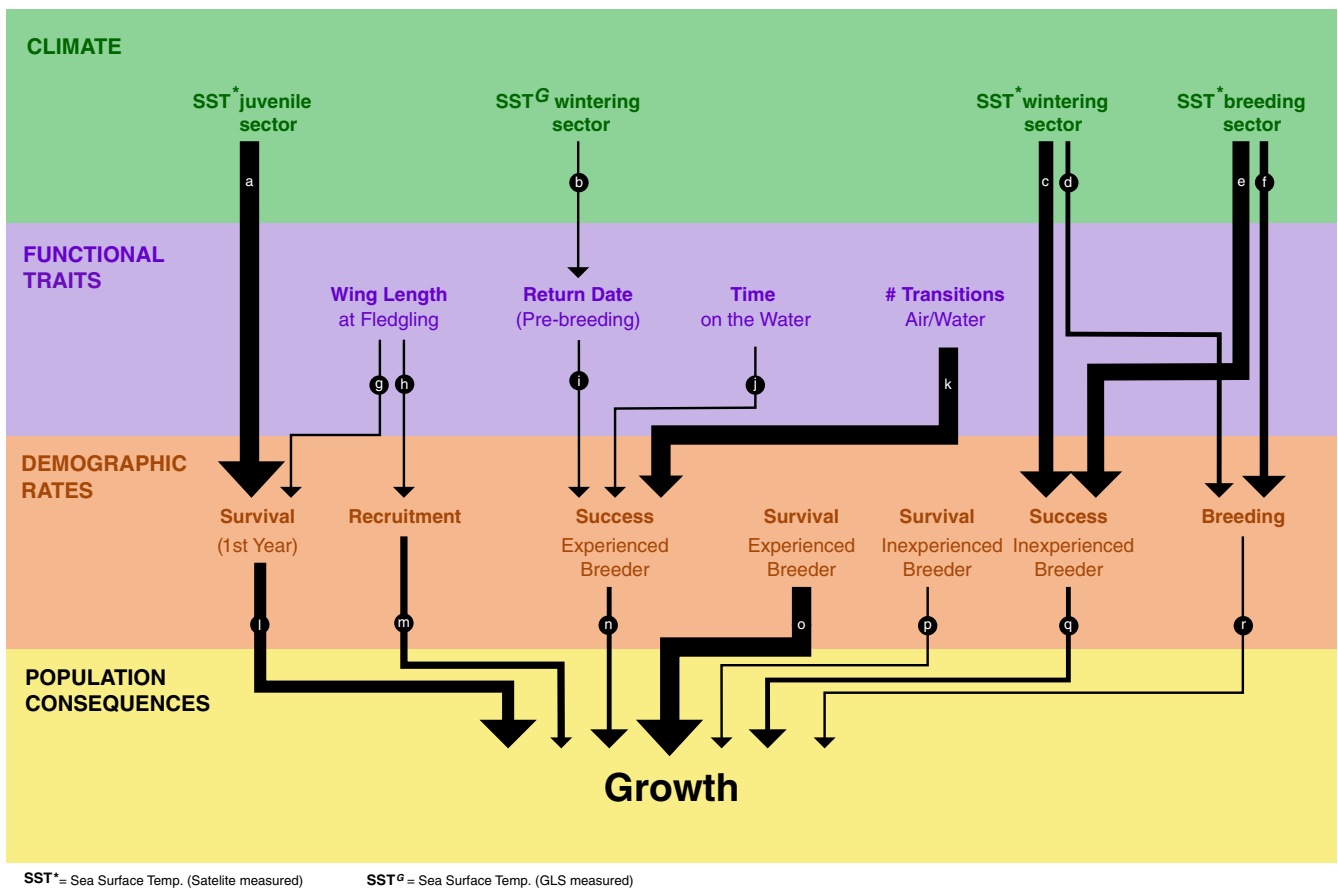 CLIMATE
SST*juvenile
sector
SSTG wintering
sector
SST*wintering
sector
SST*breeding
sector
a
b
c
d
e
f
FUNCTIONAL
TRAITS
Wing Length
at Fledgling
Return Date
(Pre-breeding)
Time
on the Water
# Transitions
Air/Water
g
h
i
j
k
DEMOGRAPHIC
RATES
Survival
(1st Year)
Recruitment
Success
Experienced
Breeder
Survival
Experienced
Breeder
Survival
Inexperienced
Breeder
Success
Inexperienced
Breeder
Breeding
l
m
n
o
p
q
r
POPULATION
CONSEQUENCES
Growth
SST*= Sea Surface Temp. (Satelite measured)
SSTG = Sea Surface Temp. (GLS measured)